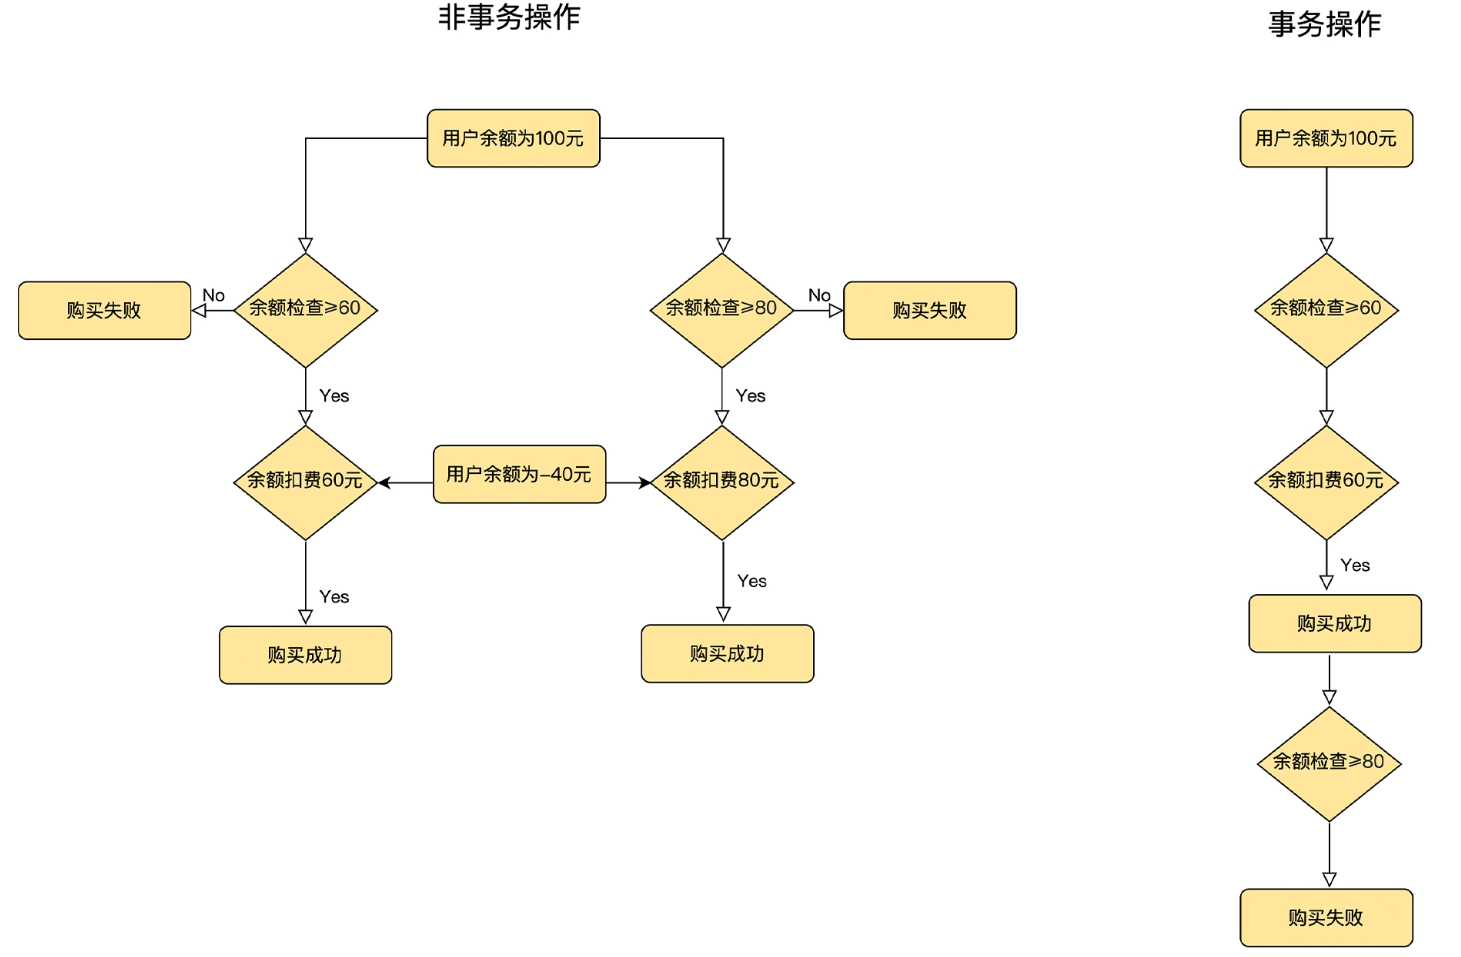 非事务操作
用户余额为100元
余额检查≥60
No
购买失败
Yes
余额检查≥80
No
购买失败
Yes
余额扣费60元
用户余额为-40元
余额扣费80元
Yes
购买成功
Yes
购买成功
事务操作
用户余额为100元
余额检查≥60
余额扣费60元
Yes
购买成功
余额检查≥80
购买失败